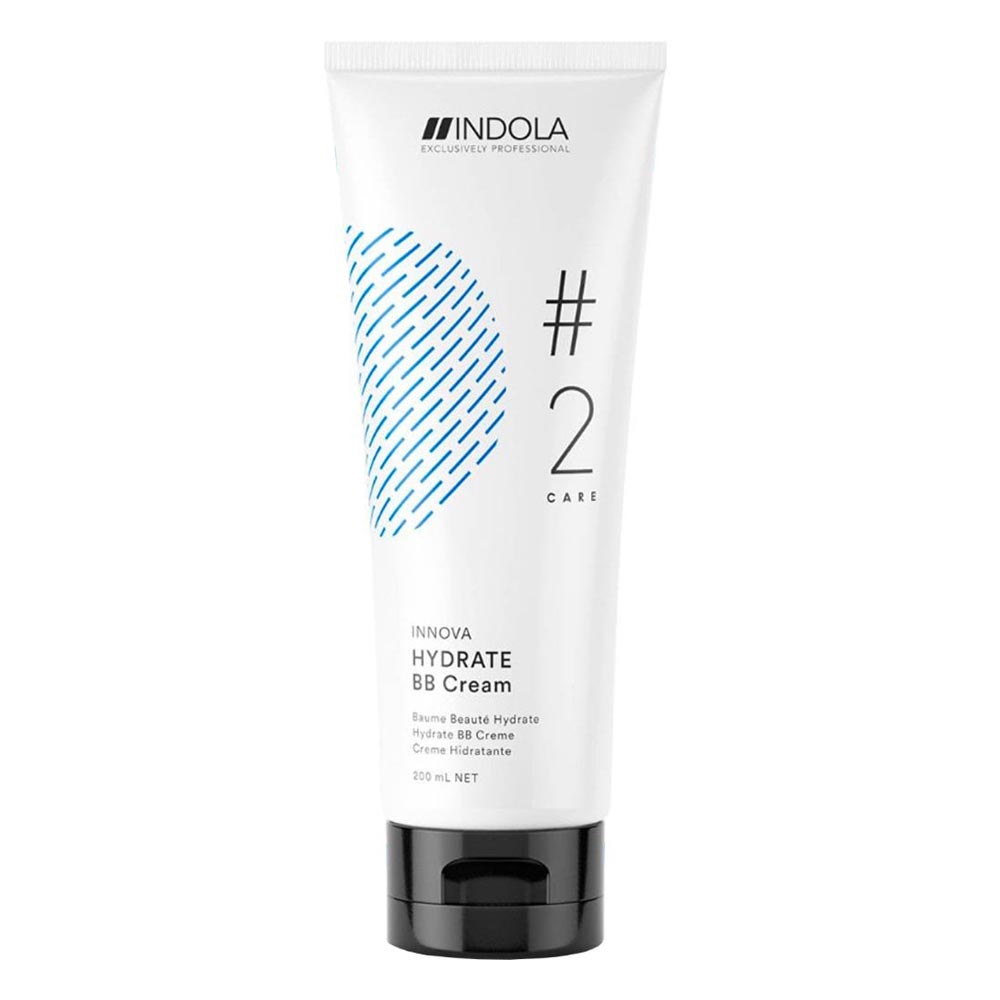 INDOLA
EXCLUSIVELY PROFESSIONAL
#
2
CARE
INNOVA
HYDRATE
BB Cream
Baume Beauté Hydrate
Hydrate BB Creme
Creme Hidratante
200 mL NET